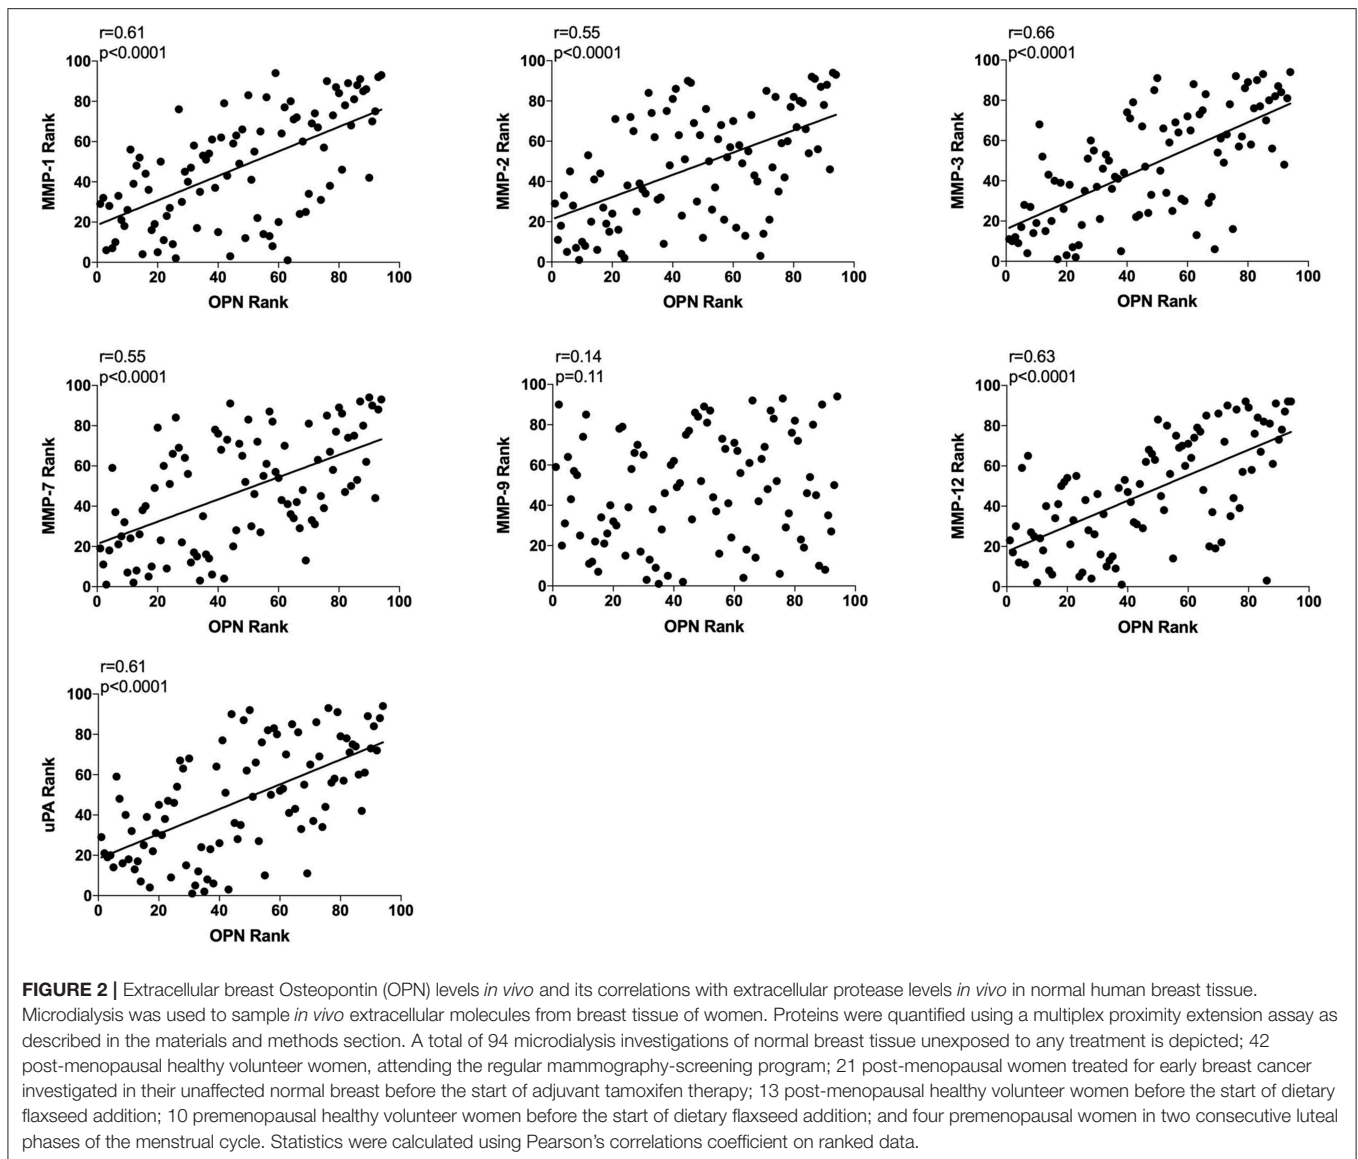 r=0.61
p<0.0001
100
80
60
40
20
0
MMP-1 Rank
0 20 40 60 80 100
OPN Rank
r=0.55
p<0.0001
100
80
60
40
20
0
MMP-2 Rank
0 20 40 60 80 100
OPN Rank
r=0.66
p<0.0001
100
80
60
40
20
0
MMP-3 Rank
0 20 40 60 80 100
OPN Rank
r=0.55
p<0.0001
100
80
60
40
20
0
MMP-7 Rank
0 20 40 60 80 100
OPN Rank
r=0.14
p=0.11
100
80
60
40
20
0
MMP-9 Rank
0 20 40 60 80 100
OPN Rank
r=0.63
p<0.0001
100
80
60
40
20
0
MMP-12 Rank
0 20 40 60 80 100
OPN Rank
r=0.61
p<0.0001
100
80
60
40
20
0
uPA Rank
0 20 40 60 80 100
OPN Rank
FIGURE 2 | Extracellular breast Osteopontin (OPN) levels in vivo and its correlations with extracellular protease levels in vivo in normal human breast tissue.
Microdialysis was used to sample in vivo extracellular molecules from breast tissue of women. Proteins were quantified using a multiplex proximity extension assay as
described in the materials and methods section. A total of 94 microdialysis investigations of normal breast tissue unexposed to any treatment is depicted; 42
post-menopausal healthy volunteer women, attending the regular mammography-screening program; 21 post-menopausal women treated for early breast cancer
investigated in their unaffected normal breast before the start of adjuvant tamoxifen therapy; 13 post-menopausal healthy volunteer women before the start of dietary
flaxseed addition; 10 premenopausal healthy volunteer women before the start of dietary flaxseed addition; and four premenopausal women in two consecutive luteal
phases of the menstrual cycle. Statistics were calculated using Pearson's correlations coefficient on ranked data.